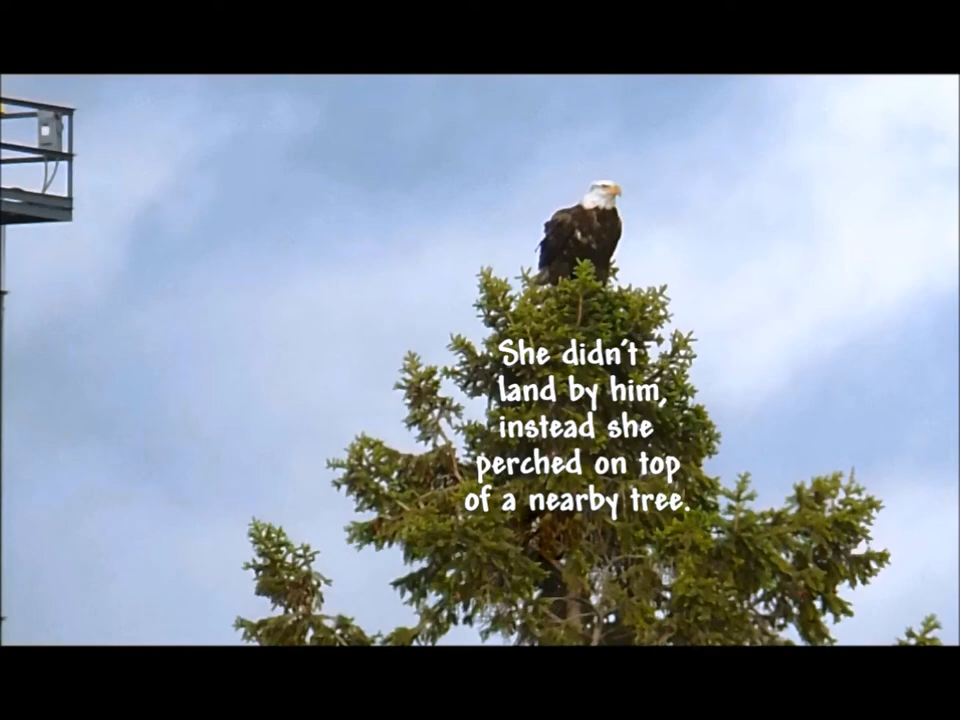 She didn't
land by him,
instead she
perched on top
of a nearby tree.